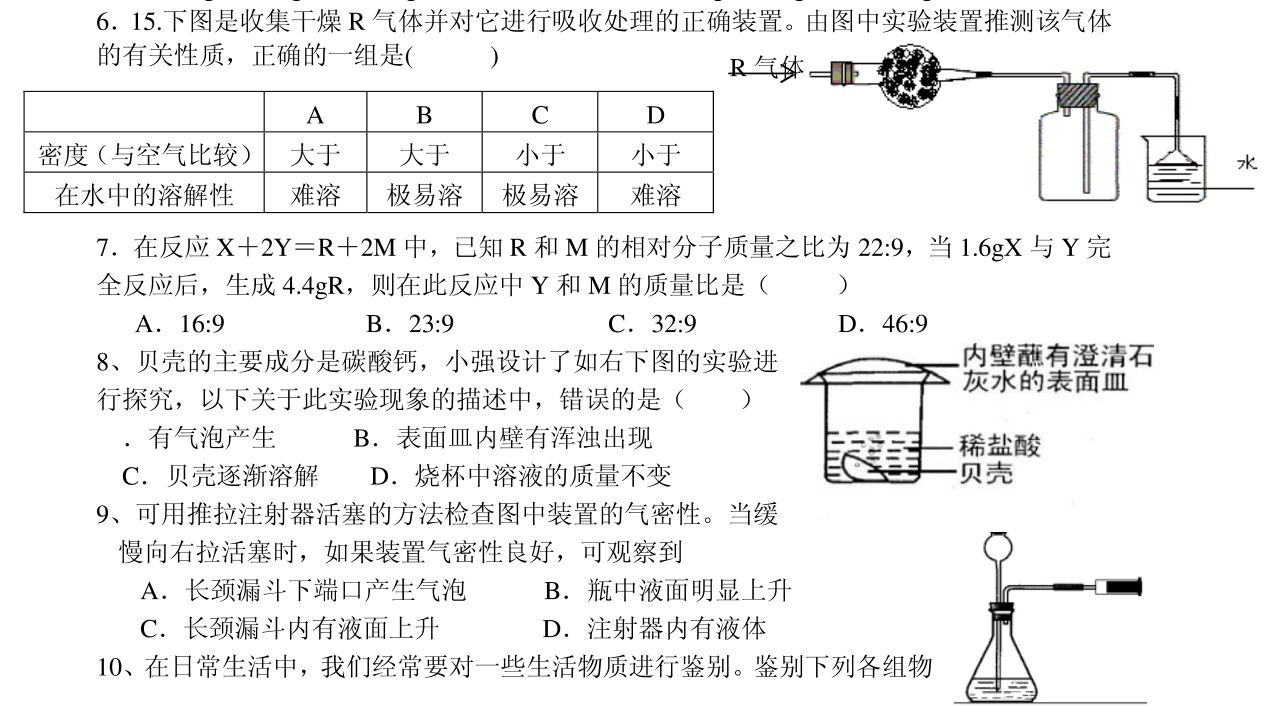 6．15.下图是收集干燥 R 气体并对它进行吸收处理的正确装置。由图中实验装置推测该气体
的有关性质，正确的一组是(　　　)
R 气体
A B C D
密度（与空气比较） 大于 大于 小于 小于
在水中的溶解性 难溶 极易溶 极易溶 难溶
水
7．在反应 X＋2Y＝R＋2M 中，已知 R 和 M 的相对分子质量之比为 22:9，当 1.6gX 与 Y 完
全反应后，生成 4.4gR，则在此反应中 Y 和 M 的质量比是（　　　）
A．16:9 B．23:9 C．32:9 D．46:9
8、贝壳的主要成分是碳酸钙，小强设计了如右下图的实验进
行探究，以下关于此实验现象的描述中，错误的是（　　）
．有气泡产生 B．表面皿内壁有浑浊出现
C．贝壳逐渐溶解 D．烧杯中溶液的质量不变
内壁蘸有澄清石
灰水的表面皿
稀盐酸
贝壳
9、可用推拉注射器活塞的方法检查图中装置的气密性。当缓
慢向右拉活塞时，如果装置气密性良好，可观察到
A．长颈漏斗下端口产生气泡 B．瓶中液面明显上升
C．长颈漏斗内有液面上升 D．注射器内有液体
10、在日常生活中，我们经常要对一些生活物质进行鉴别。鉴别下列各组物